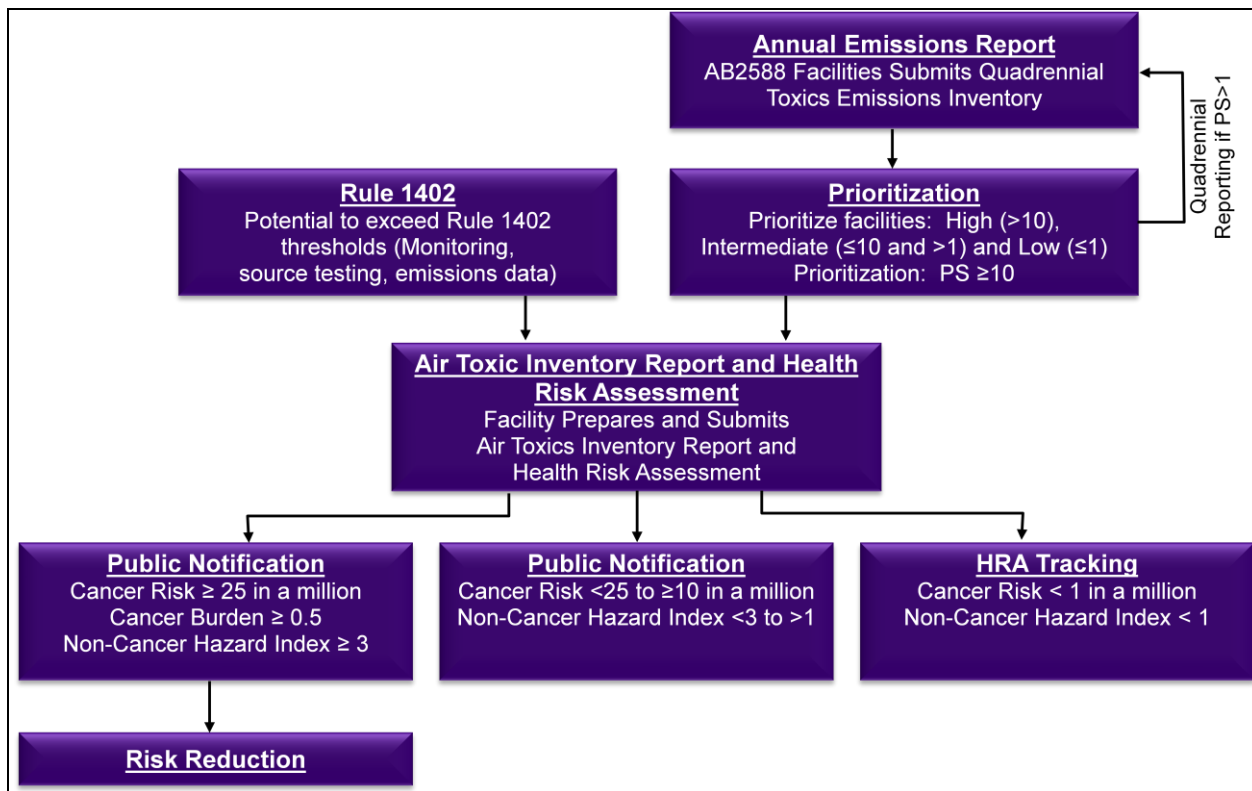 Annual Emissions Report
AB2588 Facilities Submits Quadrennial
Toxics Emissions Inventory
Quadrennial
Reporting if PS>1
Rule 1402
Potential to exceed Rule 1402
thresholds (Monitoring,
source testing, emissions data)
Prioritization
Prioritize facilities: High (>10),
Intermediate (≤10 and >1) and Low (≤1)
Prioritization: PS ≥10
Air Toxic Inventory Report and Health
Risk Assessment
Facility Prepares and Submits
Air Toxics Inventory Report and
Health Risk Assessment
Public Notification
Cancer Risk ≥ 25 in a million
Cancer Burden ≥ 0.5
Non-Cancer Hazard Index ≥ 3
Public Notification
Cancer Risk <25 to ≥10 in a million
Non-Cancer Hazard Index <3 to >1
HRA Tracking
Cancer Risk < 1 in a million
Non-Cancer Hazard Index < 1
Risk Reduction